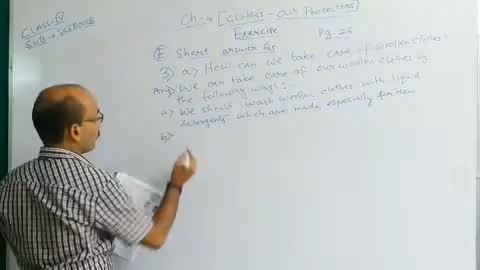 Class-IV
SUB → SCIENCE
Ch-4 [Clothes - Our Protectors]
Exercise Pg-26
(E) Short answer Qs
3) a) How can we take care of woollen clothes?
Ans) We can take care of our woollen clothes in
the following ways:-
a) We should wash woollen clothes with liquid
detergents which are made especially for them
b)